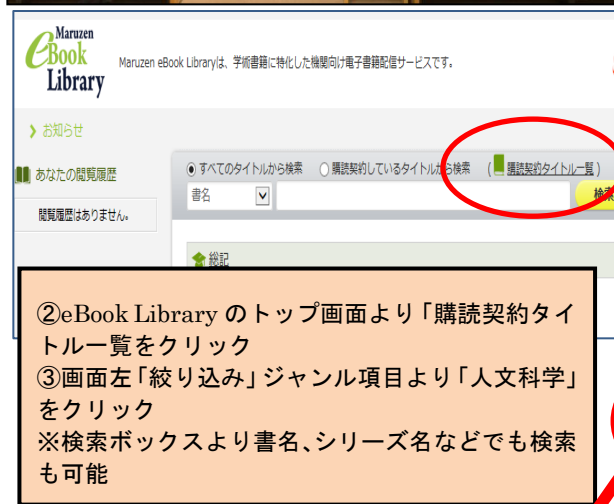 Maruzen
eBook
Library
Maruzen eBook Libraryは、学術書籍に特化した機関向け電子書籍配信サービスです。
お知らせ
あなたの閲覧履歴
閲覧履歴はありません。
すべてのタイトルから検索 購読契約しているタイトルから検索 ( 購読契約タイトル一覧 )
書名
検索
総記
②eBook Library のトップ画面より「購読契約タイ
トル一覧をクリック
③画面左「絞り込み」ジャンル項目より「人文科学」
をクリック
※検索ボックスより書名、シリーズ名などでも検索
も可能